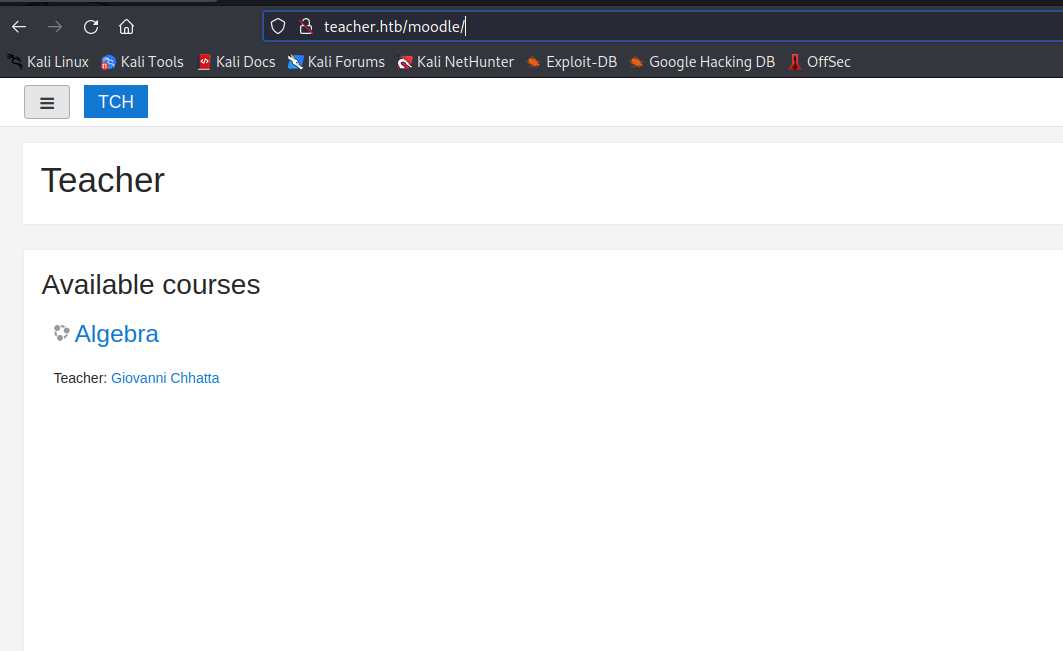 teacher.htb/moodle/
Kali Linux Kali Tools Kali Docs Kali Forums Kali NetHunter Exploit-DB Google Hacking DB OffSec
TCH
Teacher
Available courses
Algebra
Teacher: Giovanni Chhatta